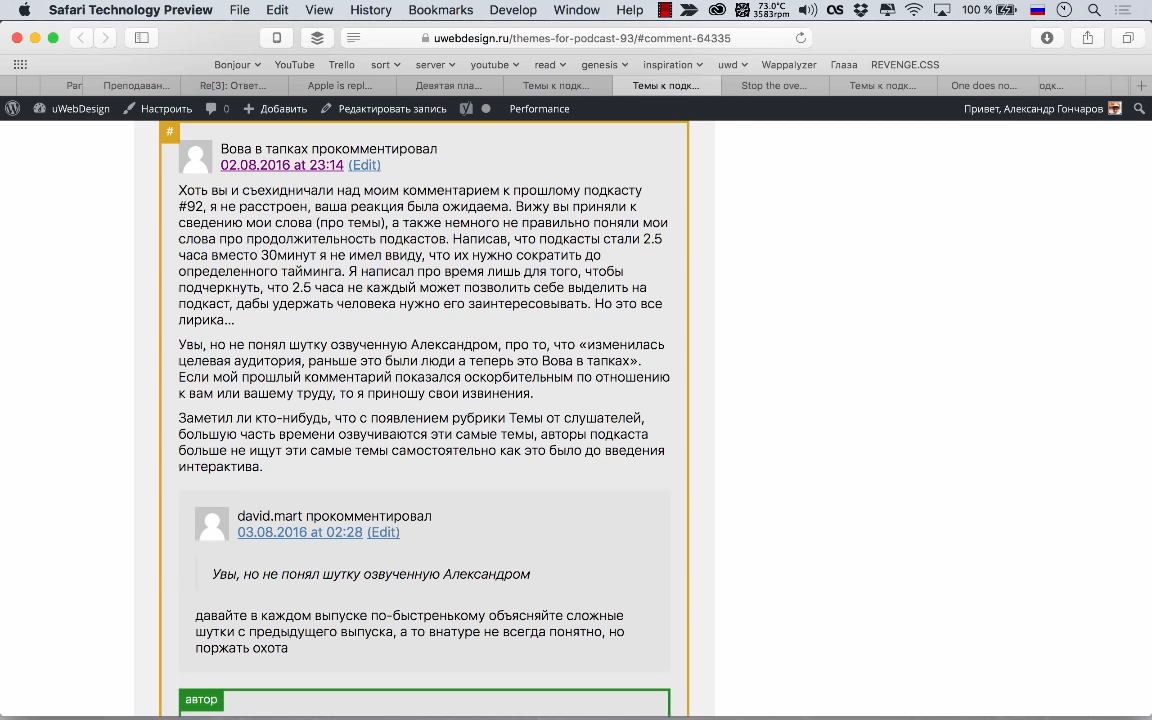 Safari Technology Preview File Edit View History Bookmarks Develop Window Help 73.0°C 3583rpm 100 %
uwebdesign.ru/themes-for-podcast-93/#comment-64335
Bonjour YouTube Trello sort server youtube read genesis inspiration uwd Wappalyzer Глаза REVENGE.CSS
Par Преподаван... Re[3]: Ответ... Apple is repl... Девятая пла... Темы к подк... Темы к подк... Stop the ove... Темы к подк... One does no... одк...
uWebDesign Настроить 0 Добавить Редактировать запись Performance Привет, Александр Гончаров
#
Вова в тапках прокомментировал
02.08.2016 at 23:14 (Edit)
Хоть вы и съехидничали над моим комментарием к прошлому подкасту
#92, я не расстроен, ваша реакция была ожидаема. Вижу вы приняли к
сведению мои слова (про темы), а также немного не правильно поняли мои
слова про продолжительность подкастов. Написав, что подкасты стали 2.5
часа вместо 30минут я не имел ввиду, что их нужно сократить до
определенного тайминга. Я написал про время лишь для того, чтобы
подчеркнуть, что 2.5 часа не каждый может позволить себе выделить на
подкаст, дабы удержать человека нужно его заинтересовывать. Но это все
лирика...
Увы, но не понял шутку озвученную Александром, про то, что «изменилась
целевая аудитория, раньше это были люди а теперь это Вова в тапках».
Если мой прошлый комментарий показался оскорбительным по отношению
к вам или вашему труду, то я приношу свои извинения.
Заметил ли кто-нибудь, что с появлением рубрики Темы от слушателей,
большую часть времени озвучиваются эти самые темы, авторы подкаста
больше не ищут эти самые темы самостоятельно как это было до введения
интерактива.
david.mart прокомментировал
03.08.2016 at 02:28 (Edit)
Увы, но не понял шутку озвученную Александром
давайте в каждом выпуске по-быстренькому объясняйте сложные
шутки с предыдущего выпуска, а то внатуре не всегда понятно, но
поржать охота
автор